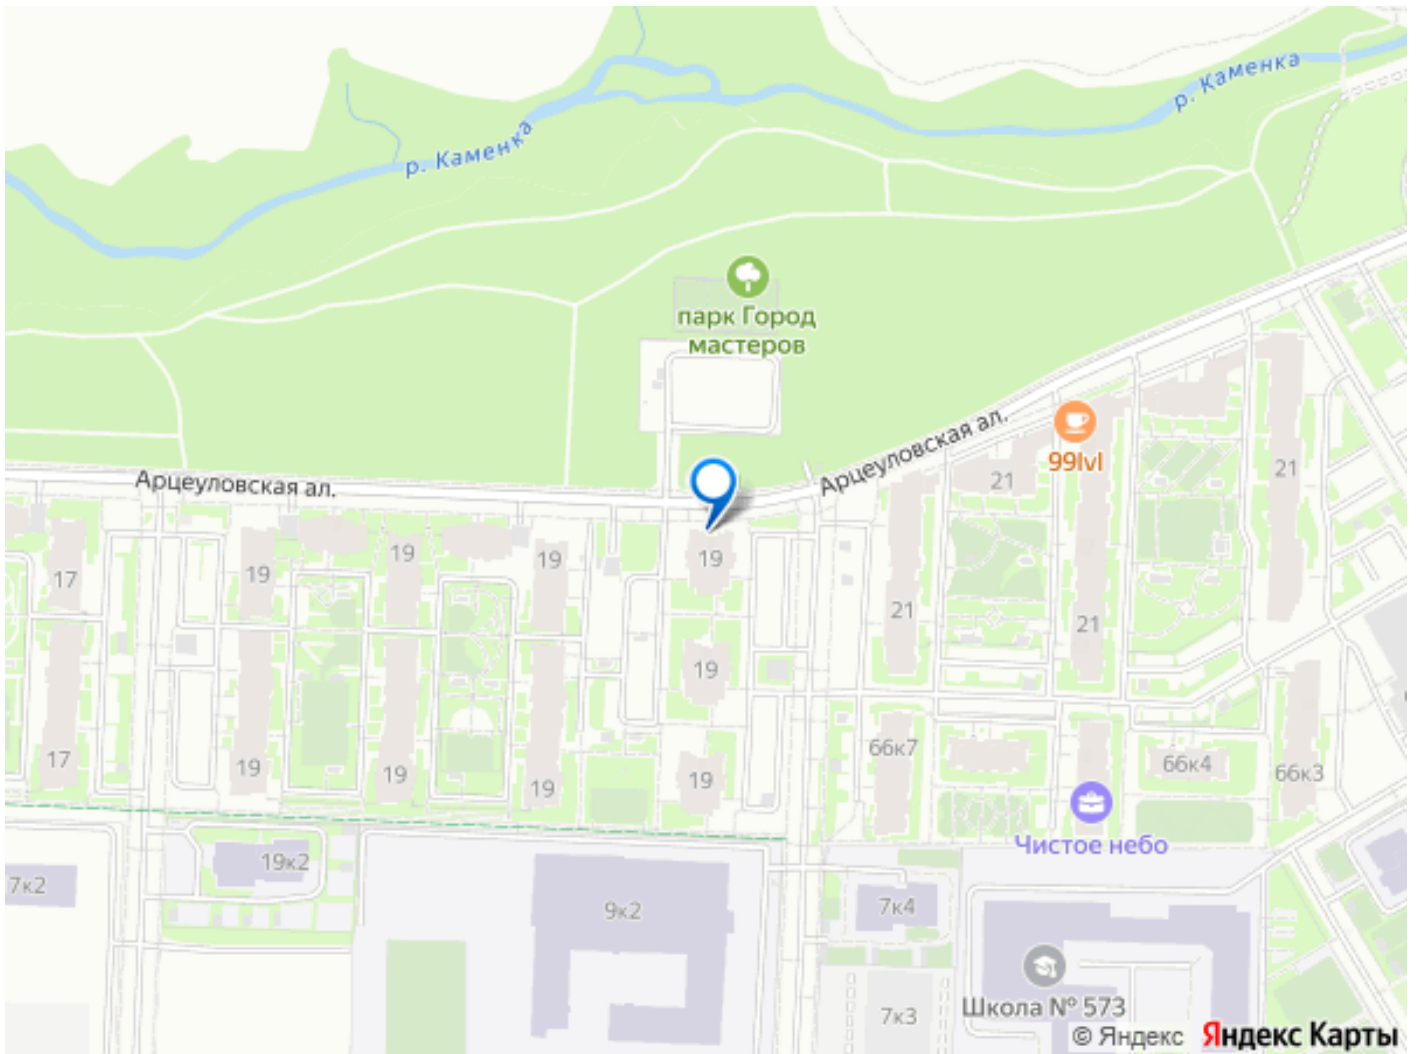 р. Каменка
р. Каменка
парк Город
мастеров
Арцеуловская ал.
99lvl
Арцеуловская ал.
21
21
19
19
17
19
19
21
21
19
17
19
19
19
19
66к7
66к4
66к3
Чистое небо
19к2
7к2
9к2
7к4
Школа № 573
7к3
© Яндекс Яндекс Карты